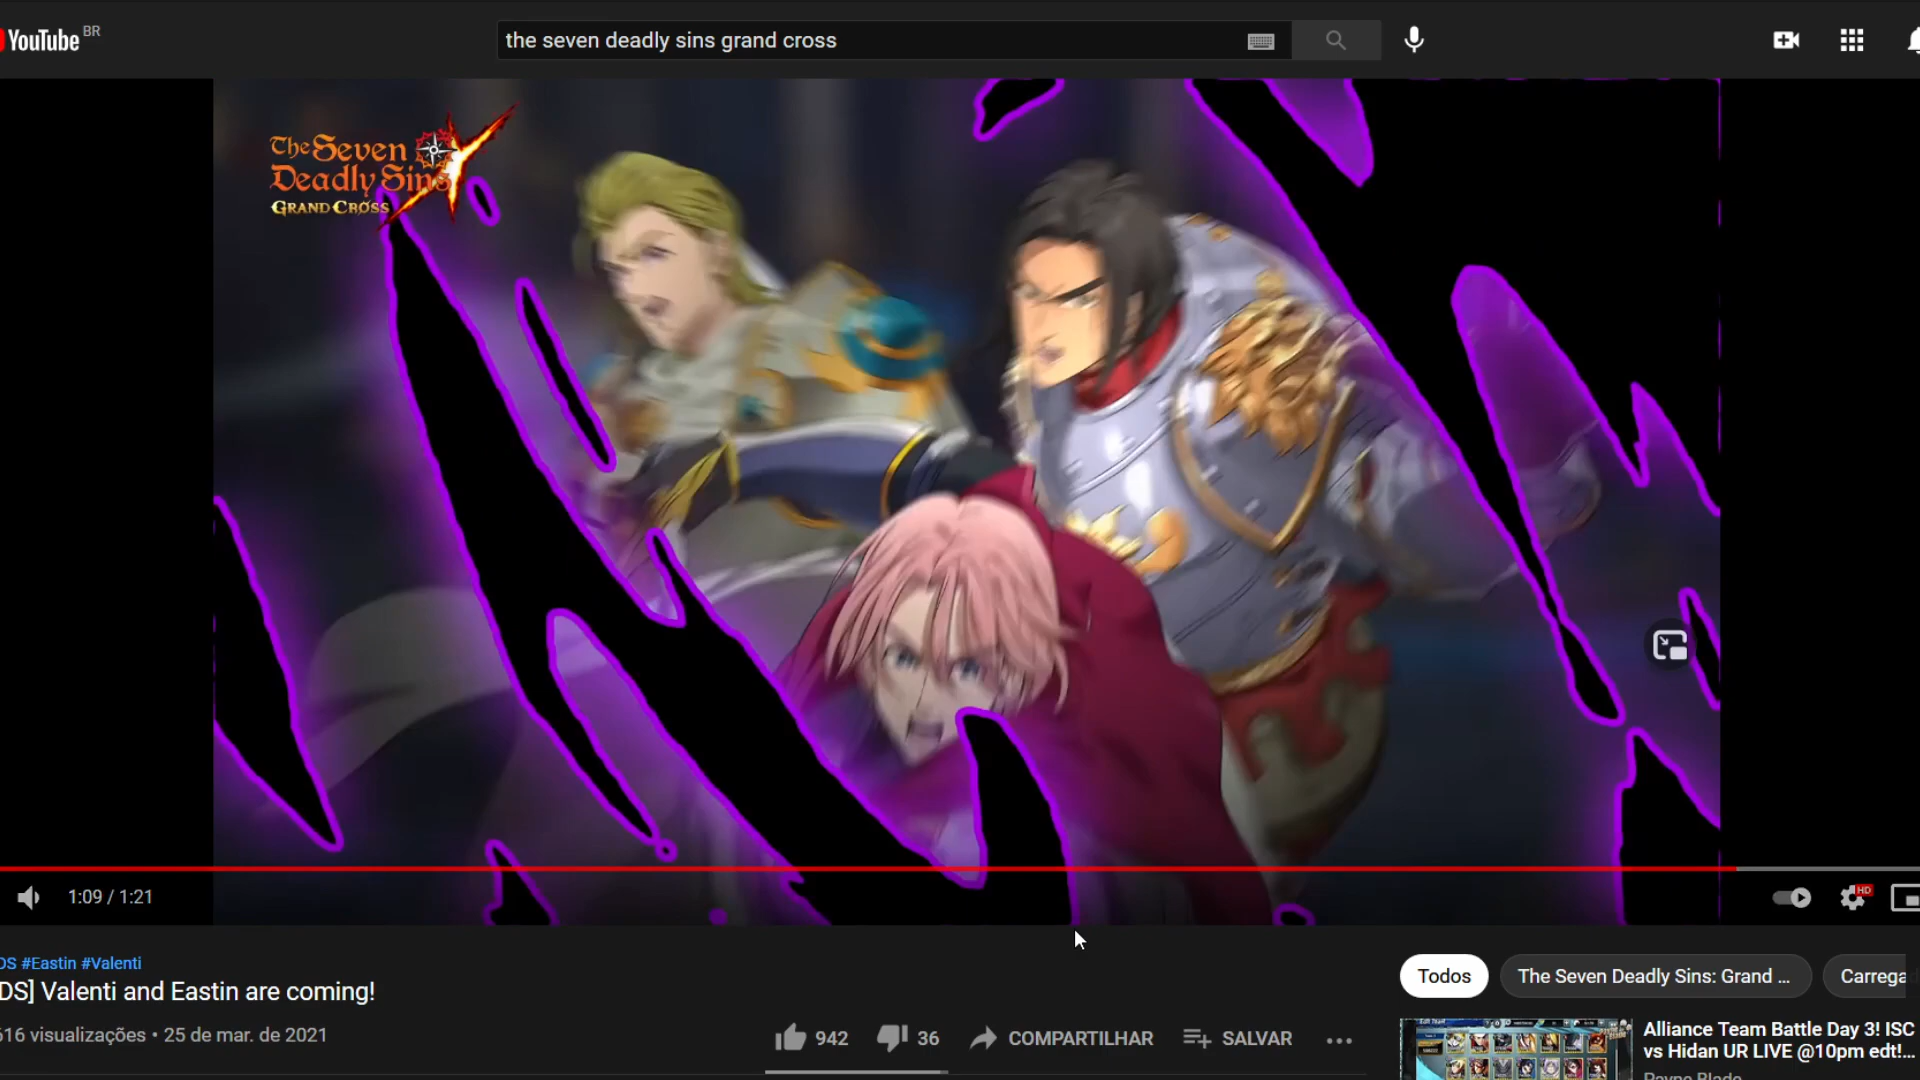 YouTube BR
the seven deadly sins grand cross
The Seven
Deadly Sins
GRAND CROSS
HD
1:09 / 1:21
DS #Eastin #Valenti
DS] Valenti and Eastin are coming!
616 visualizações • 25 de mar. de 2021
942
36
COMPARTILHAR
SALVAR
Todos
The Seven Deadly Sins: Grand ...
Carrega
Alliance Team Battle Day 3! ISC
vs Hidan UR LIVE @10pm edt!...